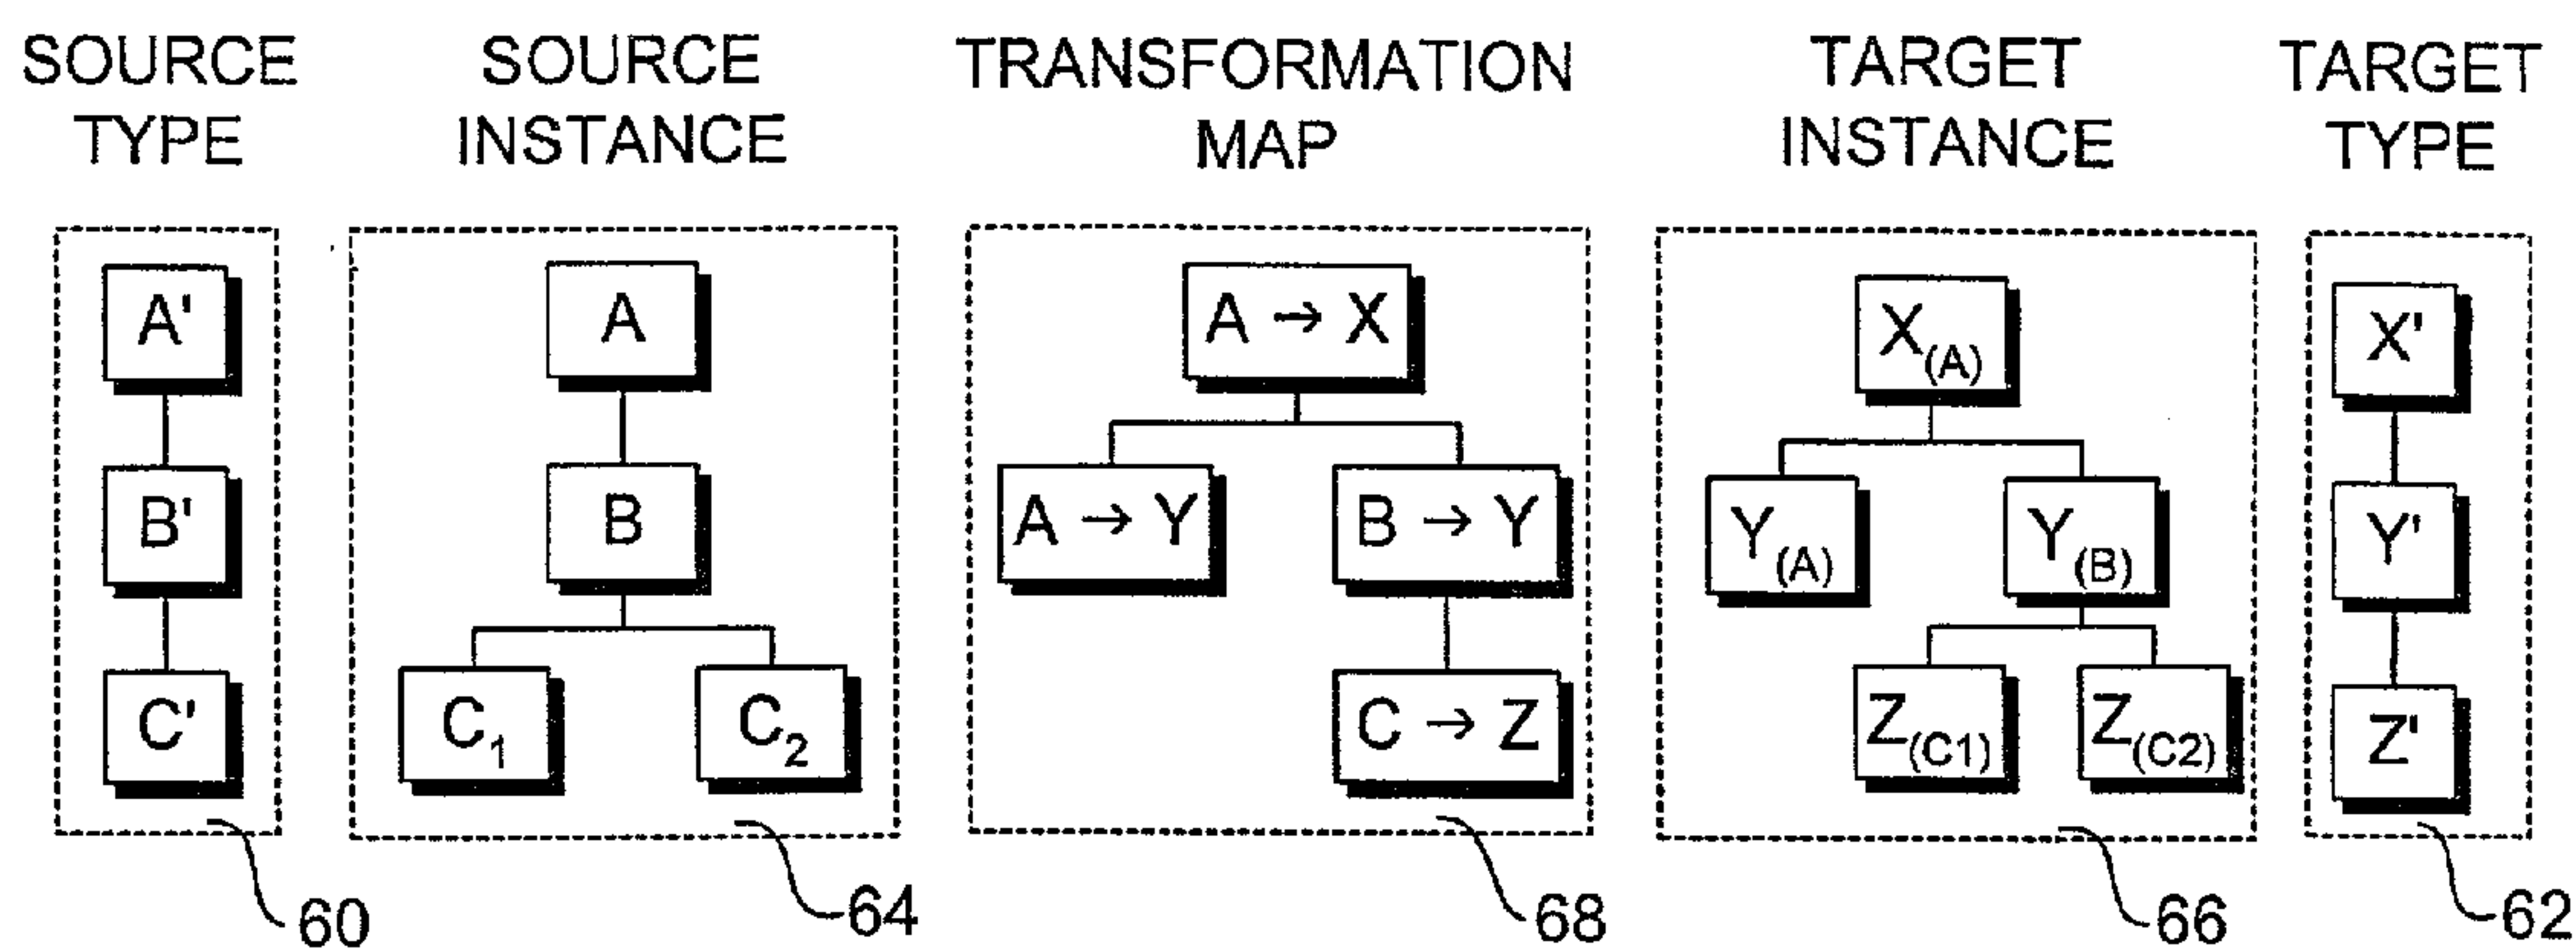 SOURCE
TYPE
SOURCE
INSTANCE
TRANSFORMATION
MAP
TARGET
INSTANCE
TARGET
TYPE
A'
B'
C'
60
A
B
C1
C2
64
A → X
A → Y
B → Y
C → Z
68
X(A)
Y(A)
Y(B)
Z(C1)
Z(C2)
66
X'
Y'
Z'
62